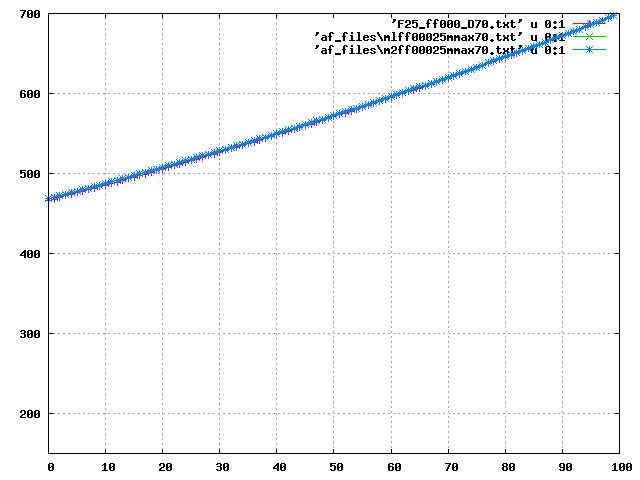 700
'F25_ff000_D70.txt' u 0:1
'af_files\m1ff00025mmax70.txt' u 0:1
'af_files\m2ff00025mmax70.txt' u 0:1
600
500
400
300
200
0 10 20 30 40 50 60 70 80 90 100